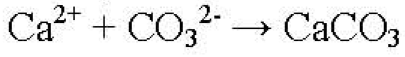 Ca²⁺ + CO₃²⁻ → CaCO₃